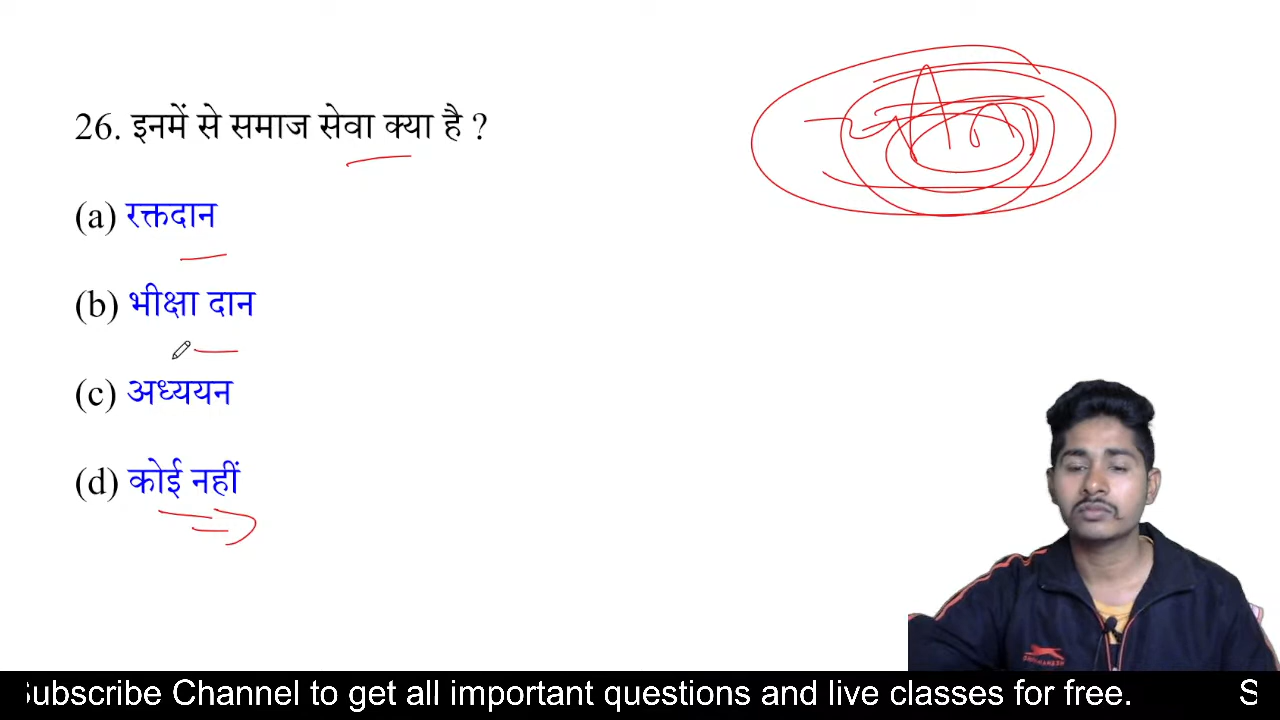 26. इनमें से समाज सेवा क्या है ?
(a) रक्तदान
(b) भीक्षा दान
(c) अध्ययन
(d) कोई नहीं
Subscribe Channel to get all important questions and live classes for free. S